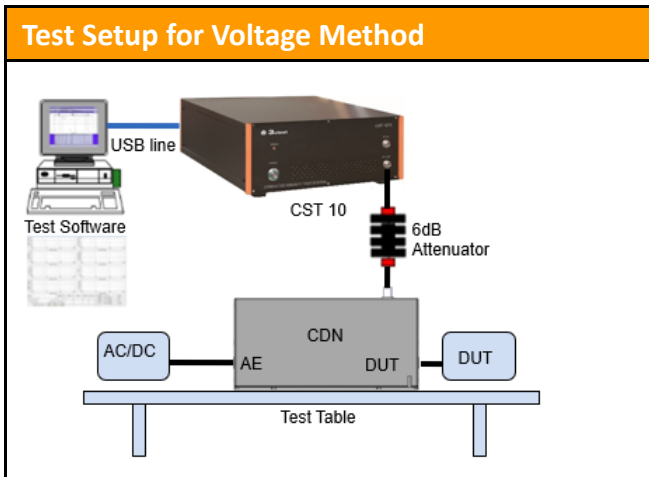 Test Setup for Voltage Method
USB line
CST 10
Test Software
6dB
Attenuator
CDN
AC/DC
AE
DUT
DUT
Test Table